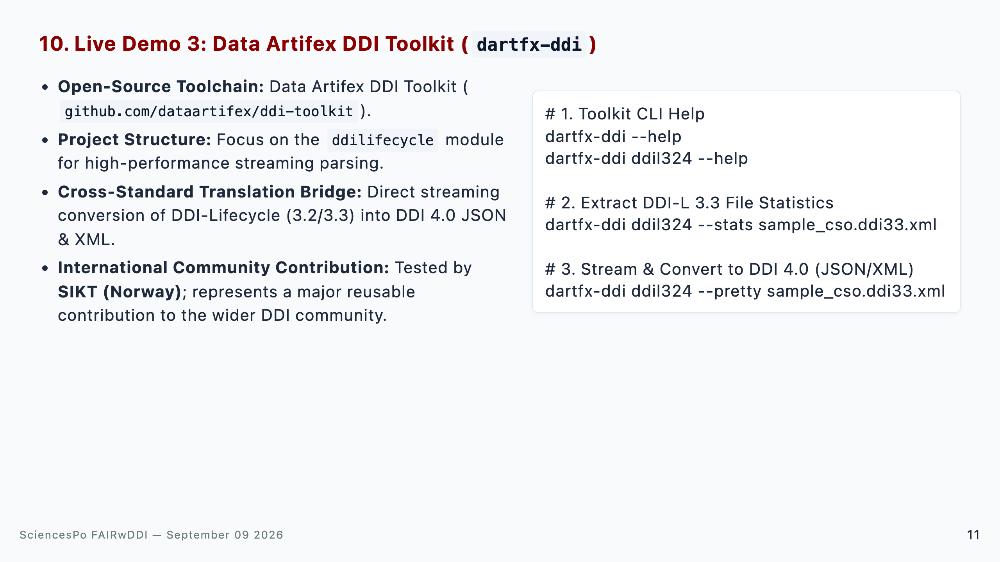 10. Live Demo 3: Data Artifex DDI Toolkit ( dartfx-ddi )
• Open-Source Toolchain: Data Artifex DDI Toolkit (
github.com/dataartifex/ddi-toolkit ).
• Project Structure: Focus on the ddilifecycle module
for high-performance streaming parsing.
• Cross-Standard Translation Bridge: Direct streaming
conversion of DDI-Lifecycle (3.2/3.3) into DDI 4.0 JSON
& XML.
• International Community Contribution: Tested by
SIKT (Norway); represents a major reusable
contribution to the wider DDI community.
# 1. Toolkit CLI Help
dartfx-ddi --help
dartfx-ddi ddil324 --help
# 2. Extract DDI-L 3.3 File Statistics
dartfx-ddi ddil324 --stats sample_cso.ddi33.xml
# 3. Stream & Convert to DDI 4.0 (JSON/XML)
dartfx-ddi ddil324 --pretty sample_cso.ddi33.xml
SciencesPo FAIRwDDI — September 09 2026
11